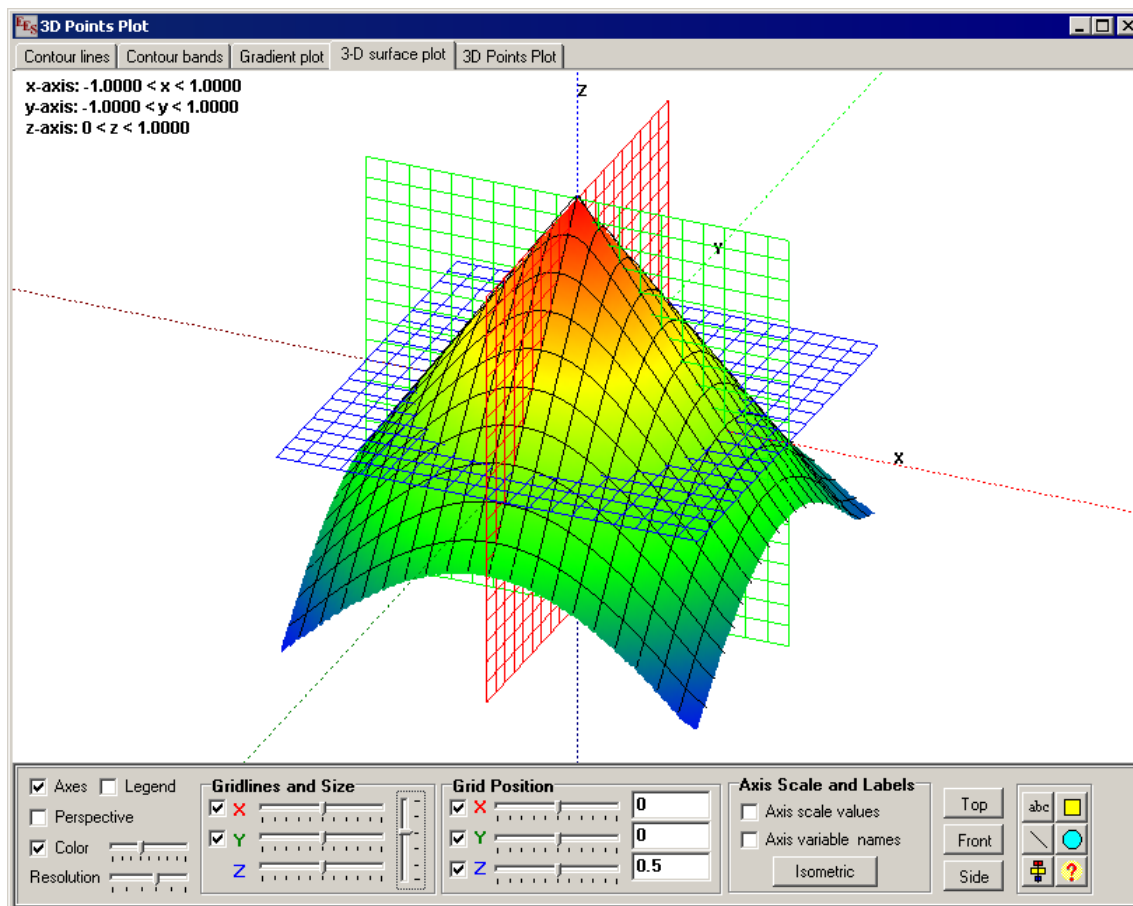 EES 3D Points Plot
Contour lines Contour bands Gradient plot 3-D surface plot 3D Points Plot
x-axis: -1.0000 < x < 1.0000
y-axis: -1.0000 < y < 1.0000
z-axis: 0 < z < 1.0000
Z
Y
X
Axes Legend
Perspective
Color
Resolution
Gridlines and Size
X
Y
Z
Grid Position
X 0
Y 0
Z 0.5
Axis Scale and Labels
Axis scale values
Axis variable names
Isometric
Top
Front
Side
abc
?